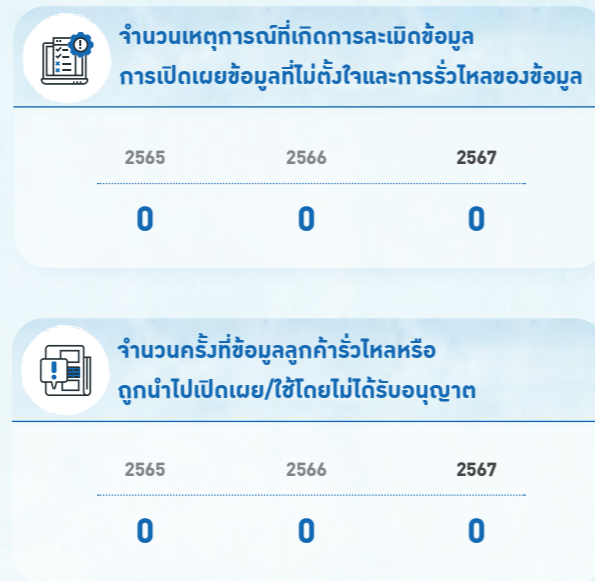 จำนวนเหตุการณ์ที่เกิดการละเมิดข้อมูล
การเปิดเผยข้อมูลที่ไม่ตั้งใจและการรั่วไหลของข้อมูล
2565 2566 2567
0 0 0
จำนวนครั้งที่ข้อมูลลูกค้ารั่วไหลหรือ
ถูกนำไปเปิดเผย/ใช้โดยไม่ได้รับอนุญาต
2565 2566 2567
0 0 0